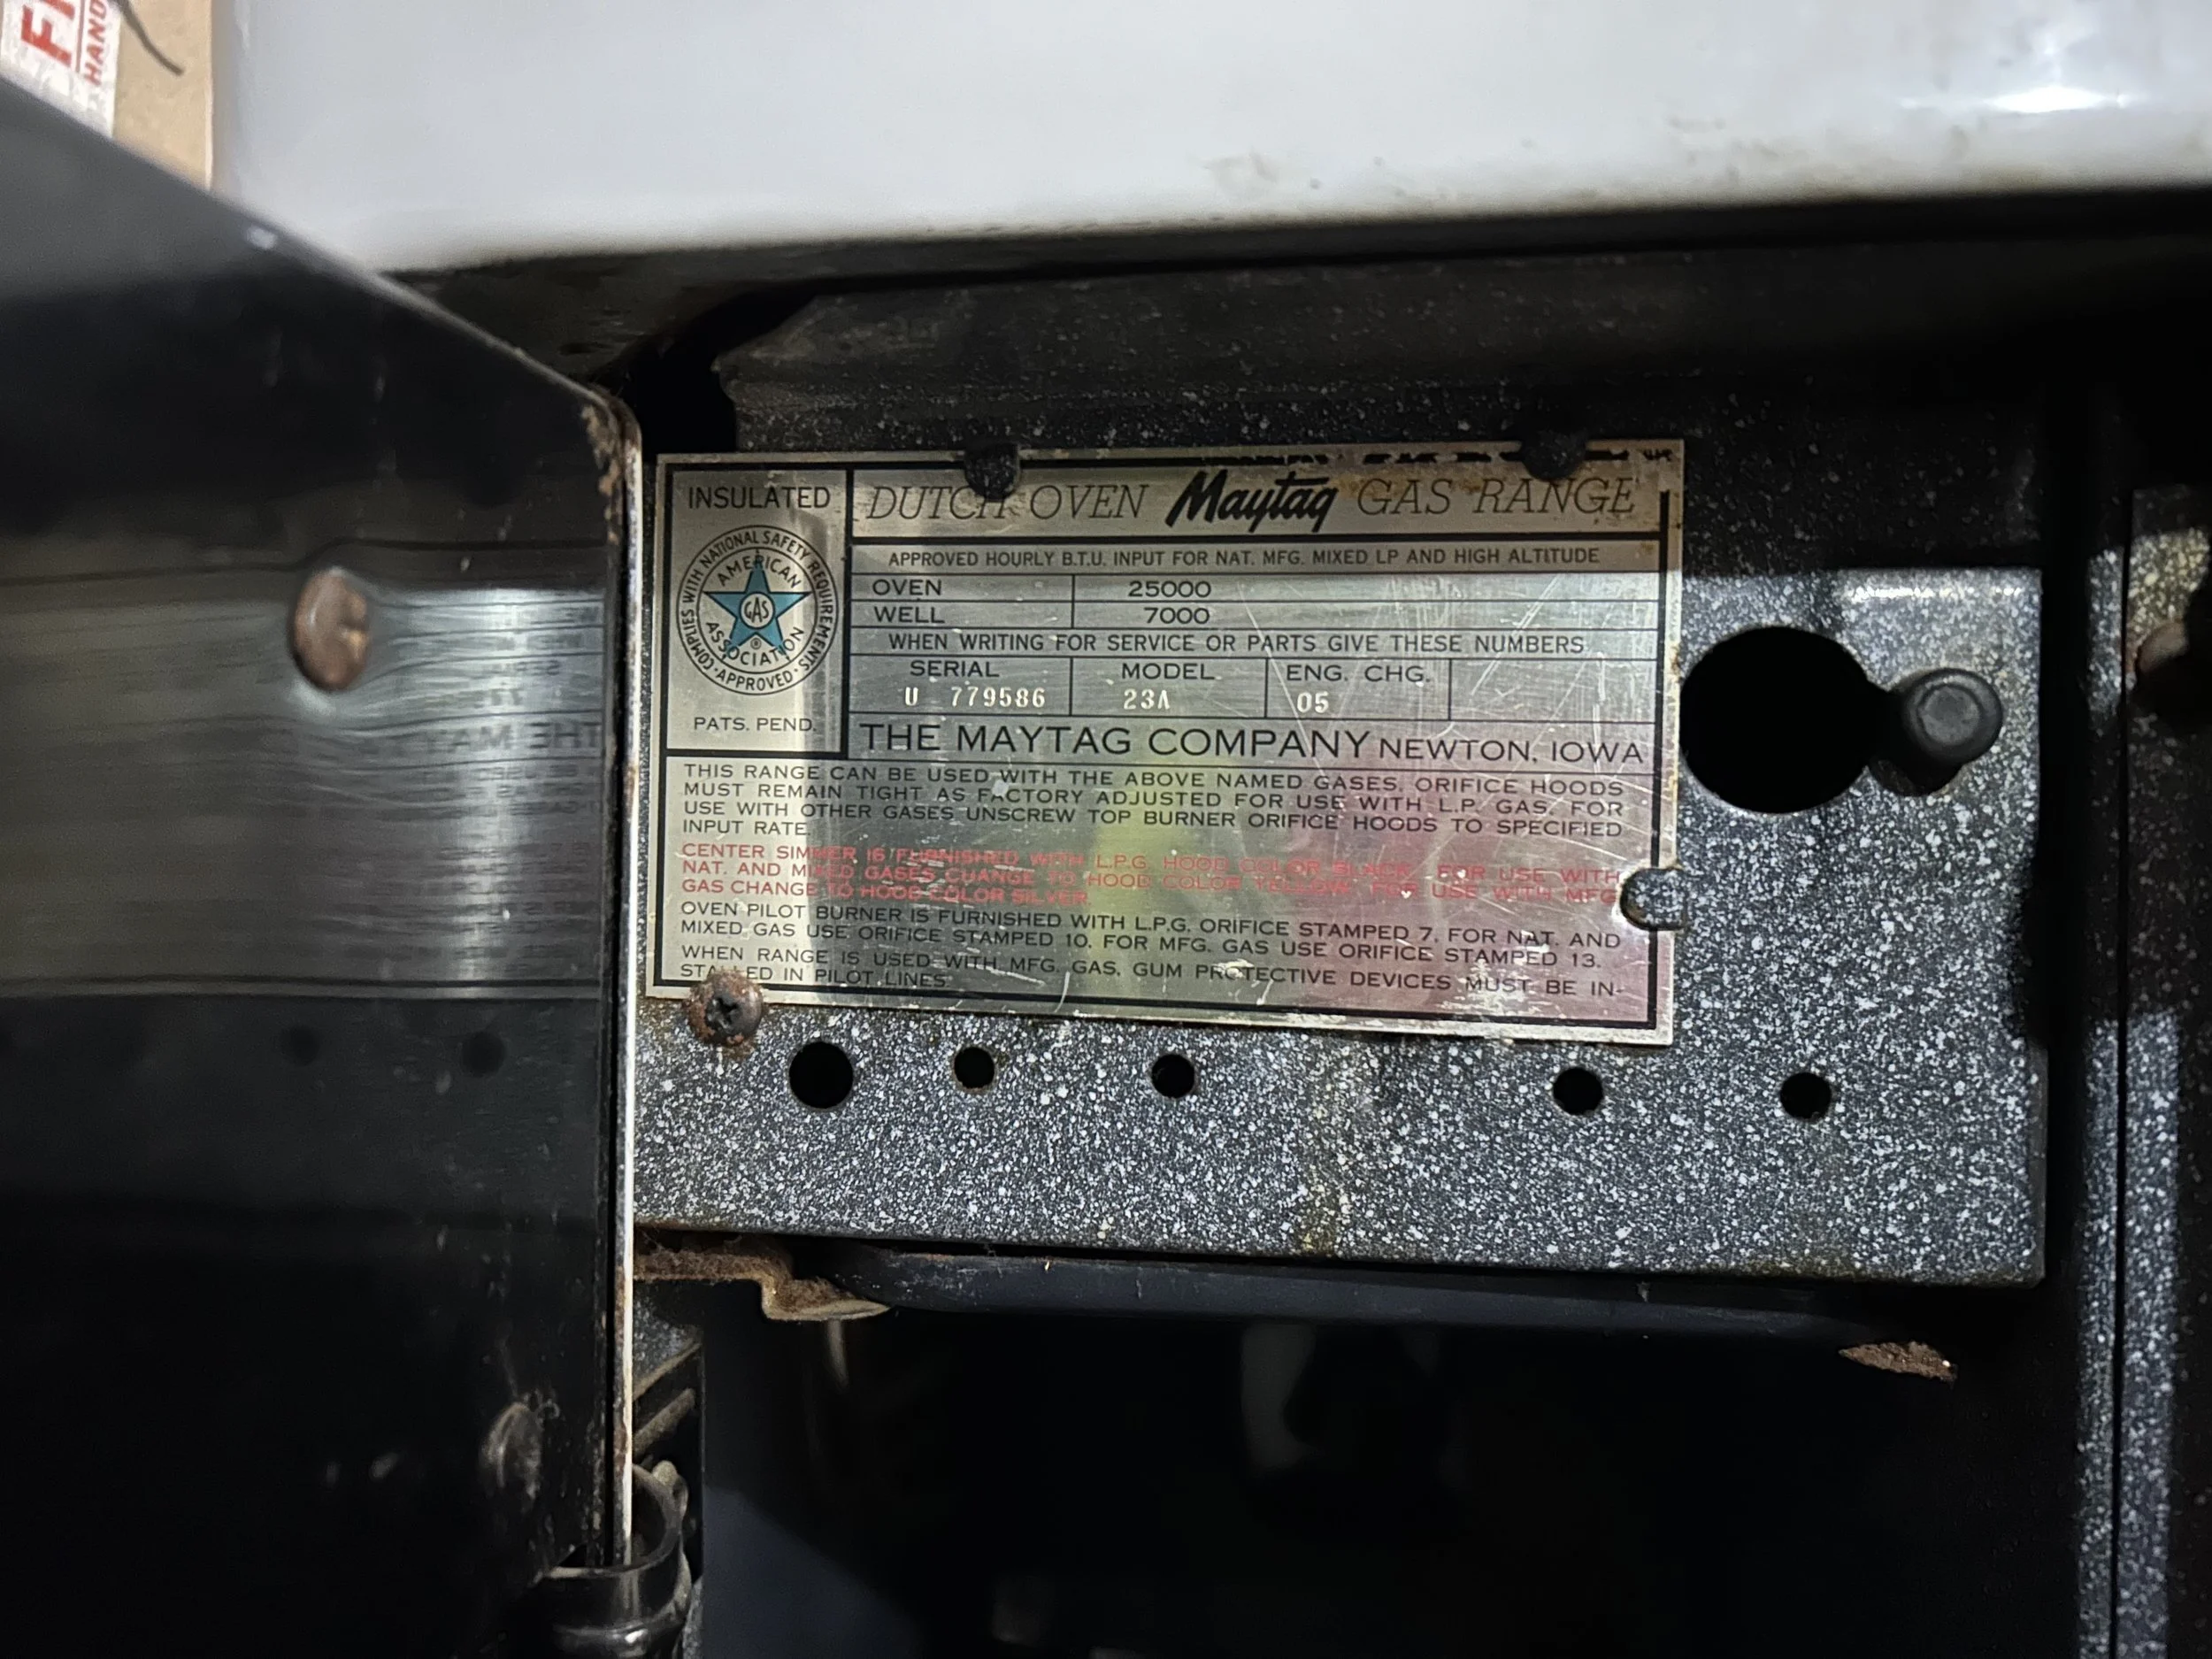 HAND
INSULATED
COMPLIES WITH NATIONAL SAFETY REQUIREMENTS
AMERICAN
GAS
ASSOCIATION
®
APPROVED
PATS. PEND.
DUTCH OVEN Maytag GAS RANGE
APPROVED HOURLY B.T.U. INPUT FOR NAT. MFG. MIXED LP AND HIGH ALTITUDE
OVEN 25000
WELL 7000
WHEN WRITING FOR SERVICE OR PARTS GIVE THESE NUMBERS
SERIAL MODEL ENG. CHG.
U 779586 23A 05
THE MAYTAG COMPANY NEWTON, IOWA
THIS RANGE CAN BE USED WITH THE ABOVE NAMED GASES. ORIFICE HOODS
MUST REMAIN TIGHT AS FACTORY ADJUSTED FOR USE WITH L.P. GAS. FOR
USE WITH OTHER GASES UNSCREW TOP BURNER ORIFICE HOODS TO SPECIFIED
INPUT RATE.
CENTER SIMMER IS FURNISHED WITH L.P.G. HOOD COLOR BLACK. FOR USE WITH
NAT. AND MIXED GASES CHANGE TO HOOD COLOR YELLOW. FOR USE WITH MFG
GAS CHANGE TO HOOD COLOR SILVER.
OVEN PILOT BURNER IS FURNISHED WITH L.P.G. ORIFICE STAMPED 7. FOR NAT. AND
MIXED GAS USE ORIFICE STAMPED 10. FOR MFG. GAS USE ORIFICE STAMPED 13.
WHEN RANGE IS USED WITH MFG. GAS, GUM PROTECTIVE DEVICES MUST BE IN-
STALLED IN PILOT LINES